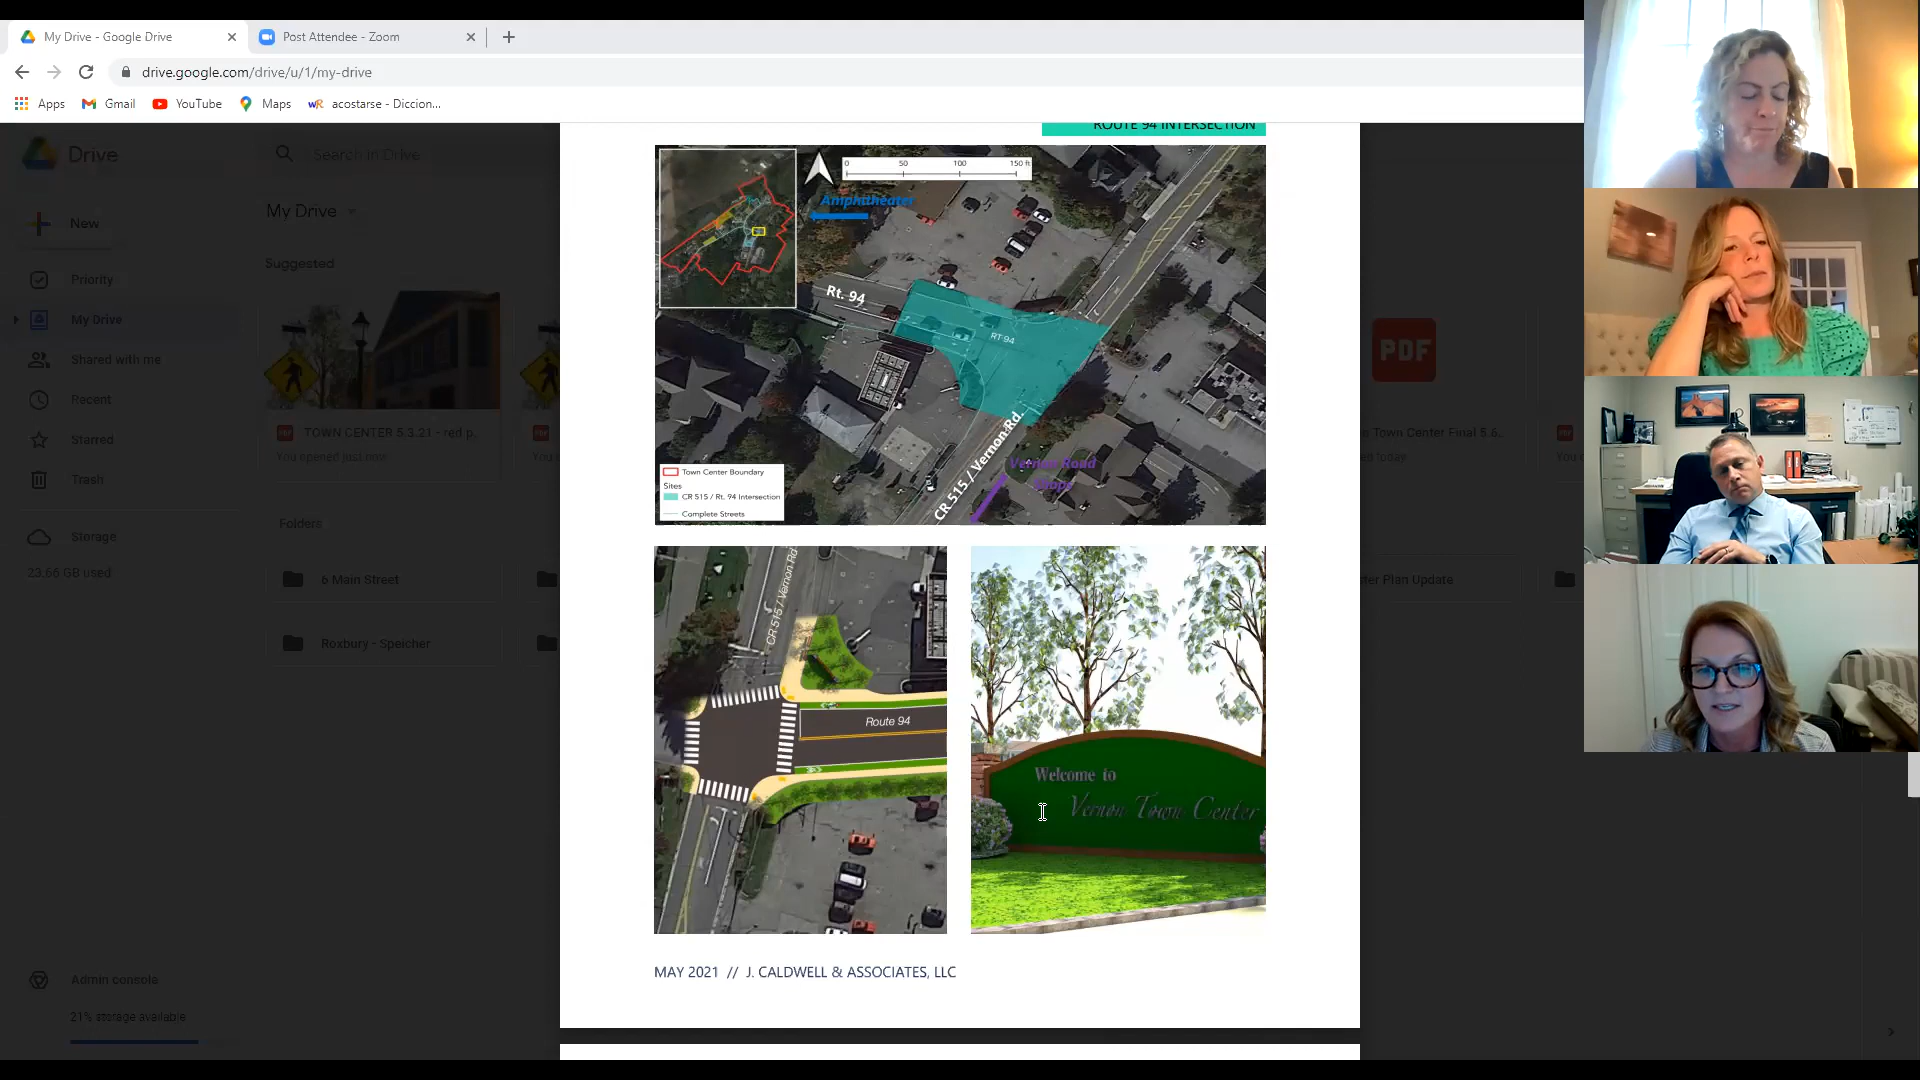 My Drive - Google Drive
Post Attendee - Zoom
drive.google.com/drive/u/1/my-drive
Apps
Gmail
YouTube
Maps
acostarse - Diccion...
Drive
Search in Drive
New
My Drive
Suggested
Priority
My Drive
Shared with me
Recent
Starred
Trash
Storage
23.66 GB used
TOWN CENTER 5.3.21 - red p.
You opened just now
Folders
6 Main Street
Roxbury - Speicher
Admin console
21% storage available
PDF
Town Center Final 5.6.
Plan Update
ROUTE 94 INTERSECTION
0 50 100 150 ft
Amphitheater
Rt. 94
RT 94
CR 515 / Vernon Rd.
Vernon Road
Town Center Boundary
Sites
CR 515 / Rt. 94 Intersection
Complete Streets
CR 515 / Vernon Rd
Route 94
Welcome to
Vernon Town Center
MAY 2021 // J. CALDWELL & ASSOCIATES, LLC